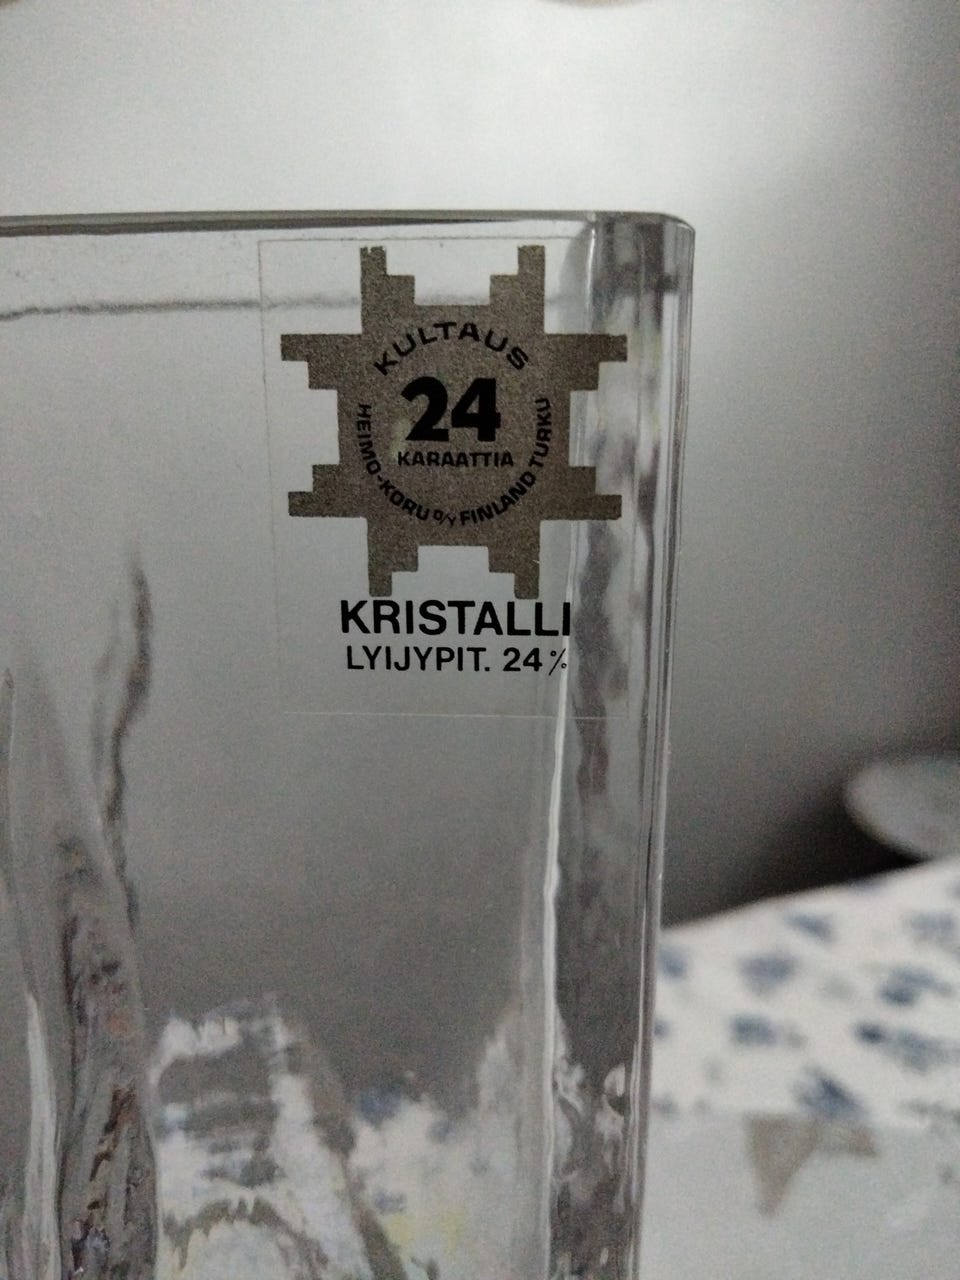 KULTAUS
24
KARAATTIA
HEIMO-KORU O/Y FINLAND TURKU
KRISTALLI
LYIJYPIT. 24%